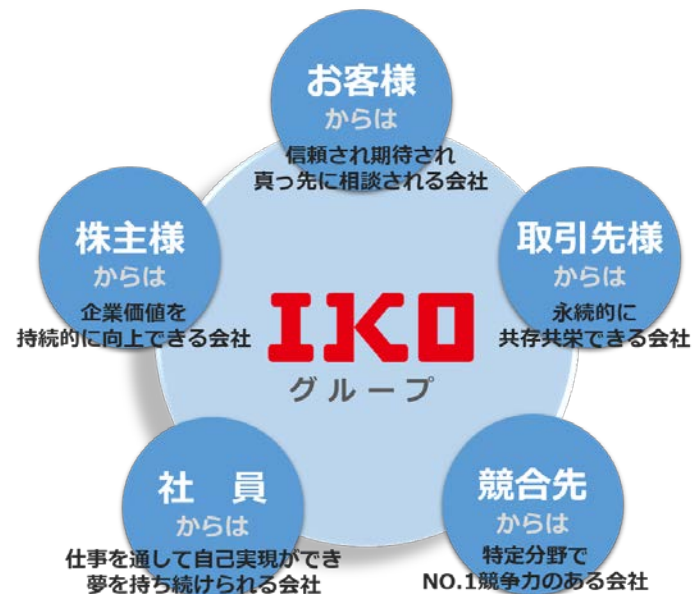 お客様
からは
信頼され期待され
真っ先に相談される会社
株主様
からは
企業価値を
持続的に向上できる会社
取引先様
からは
永続的に
共存共栄できる会社
IKO
グループ
社　員
からは
仕事を通して自己実現ができ
夢を持ち続けられる会社
競合先
からは
特定分野で
NO.1競争力のある会社